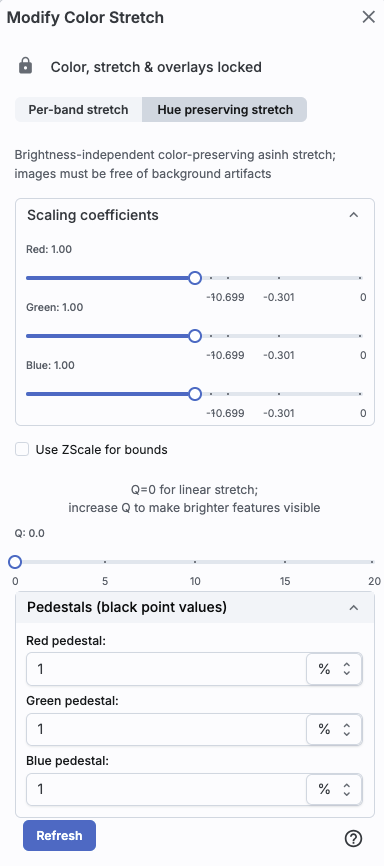 Modify Color Stretch
Color, stretch & overlays locked
Per-band stretch Hue preserving stretch
Brightness-independent color-preserving asinh stretch;
images must be free of background artifacts
Scaling coefficients
Red: 1.00
-0.699 -0.301 0
Green: 1.00
-0.699 -0.301 0
Blue: 1.00
-0.699 -0.301 0
Use ZScale for bounds
Q=0 for linear stretch;
increase Q to make brighter features visible
Q: 0.0
0 5 10 15 20
Pedestals (black point values)
Red pedestal:
1 %
Green pedestal:
1 %
Blue pedestal:
1 %
Refresh